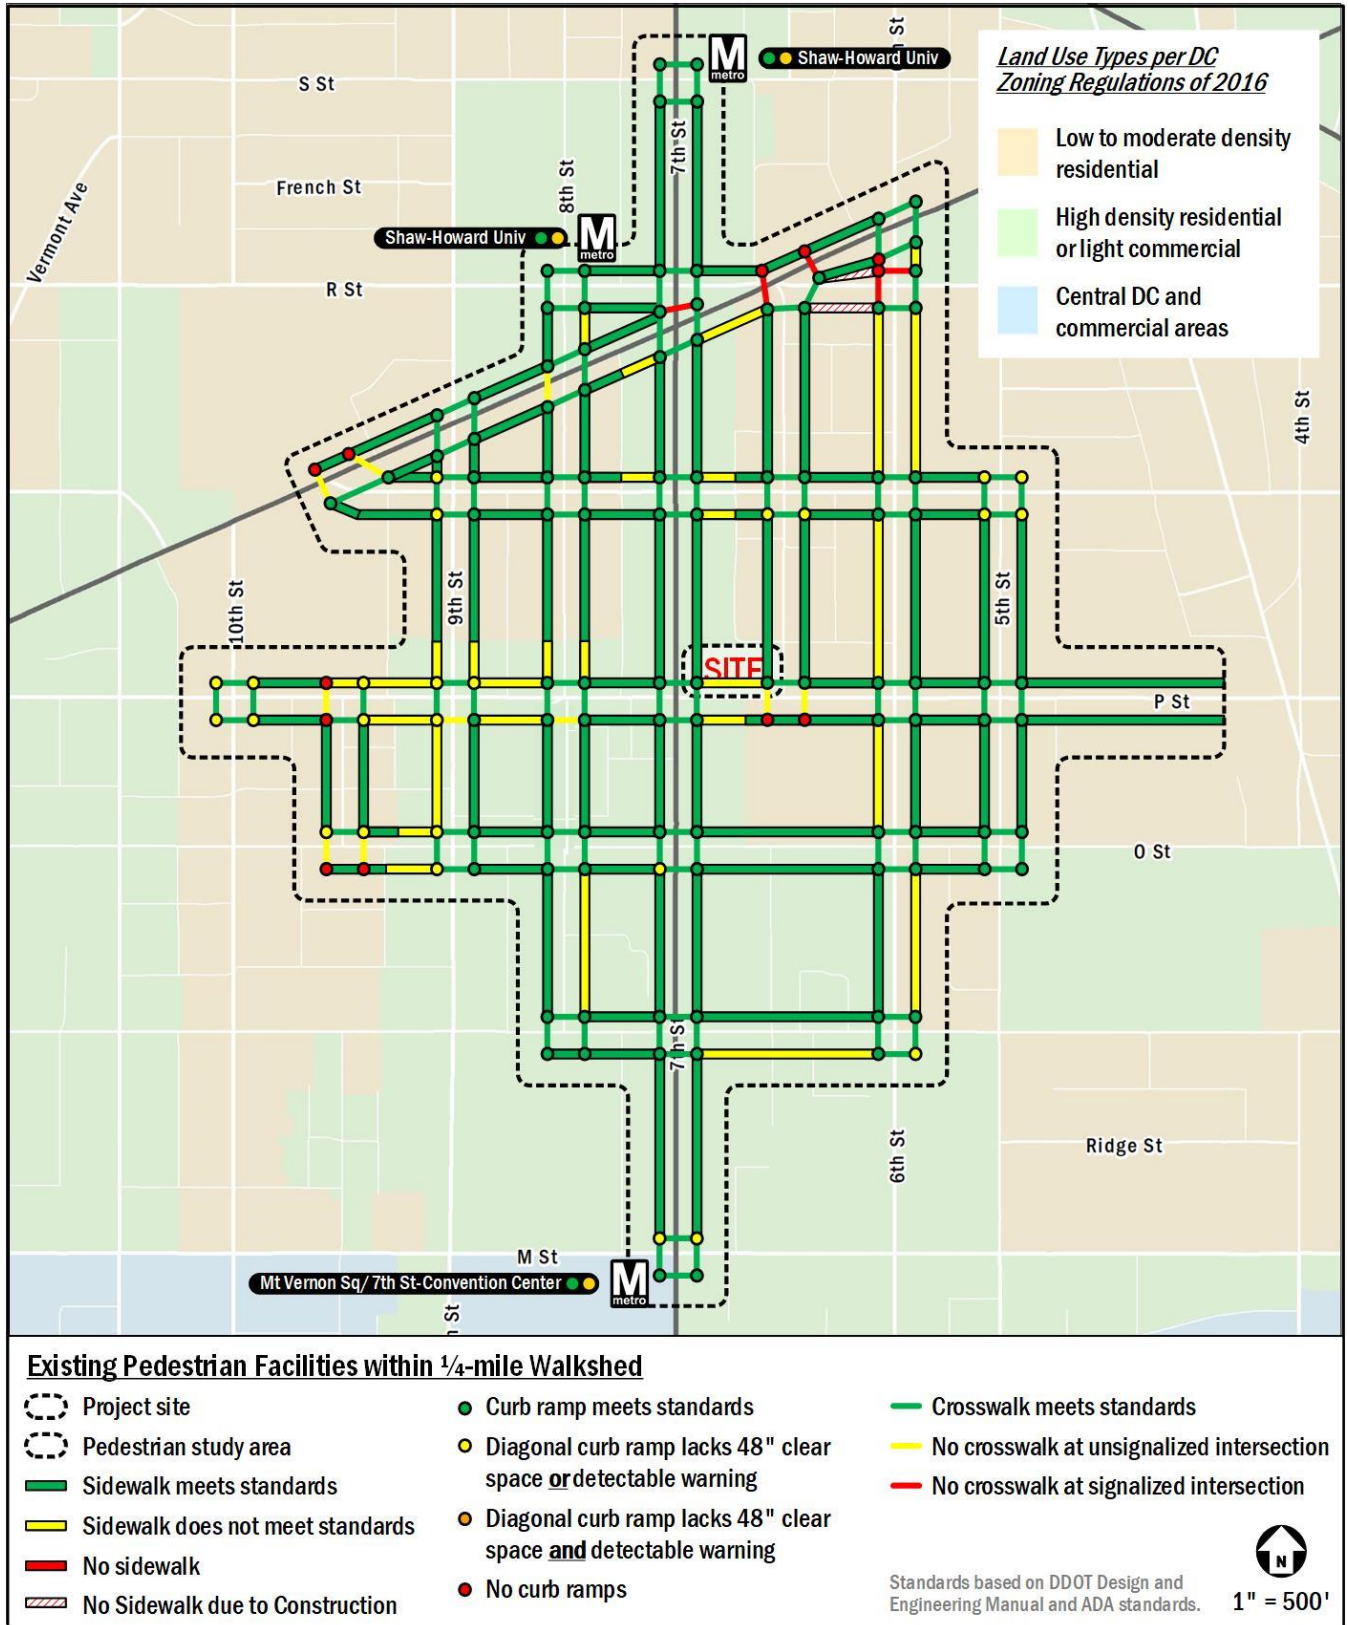 S St
French St
Vermont Ave
R St
8th St
7th St
M
metro
Shaw-Howard Univ
Shaw-Howard Univ
M
metro
St
Land Use Types per DC
Zoning Regulations of 2016
Low to moderate density
residential
High density residential
or light commercial
Central DC and
commercial areas
4th St
10th St
9th St
5th St
SITE
P St
O St
7th St
6th St
Ridge St
M St
Mt Vernon Sq/7th St-Convention Center
M
metro
h St
Existing Pedestrian Facilities within ¼-mile Walkshed
Project site
Pedestrian study area
Sidewalk meets standards
Sidewalk does not meet standards
No sidewalk
No Sidewalk due to Construction
Curb ramp meets standards
Diagonal curb ramp lacks 48" clear
space or detectable warning
Diagonal curb ramp lacks 48" clear
space and detectable warning
No curb ramps
Crosswalk meets standards
No crosswalk at unsignalized intersection
No crosswalk at signalized intersection
Standards based on DDOT Design and
Engineering Manual and ADA standards.
N
1" = 500'